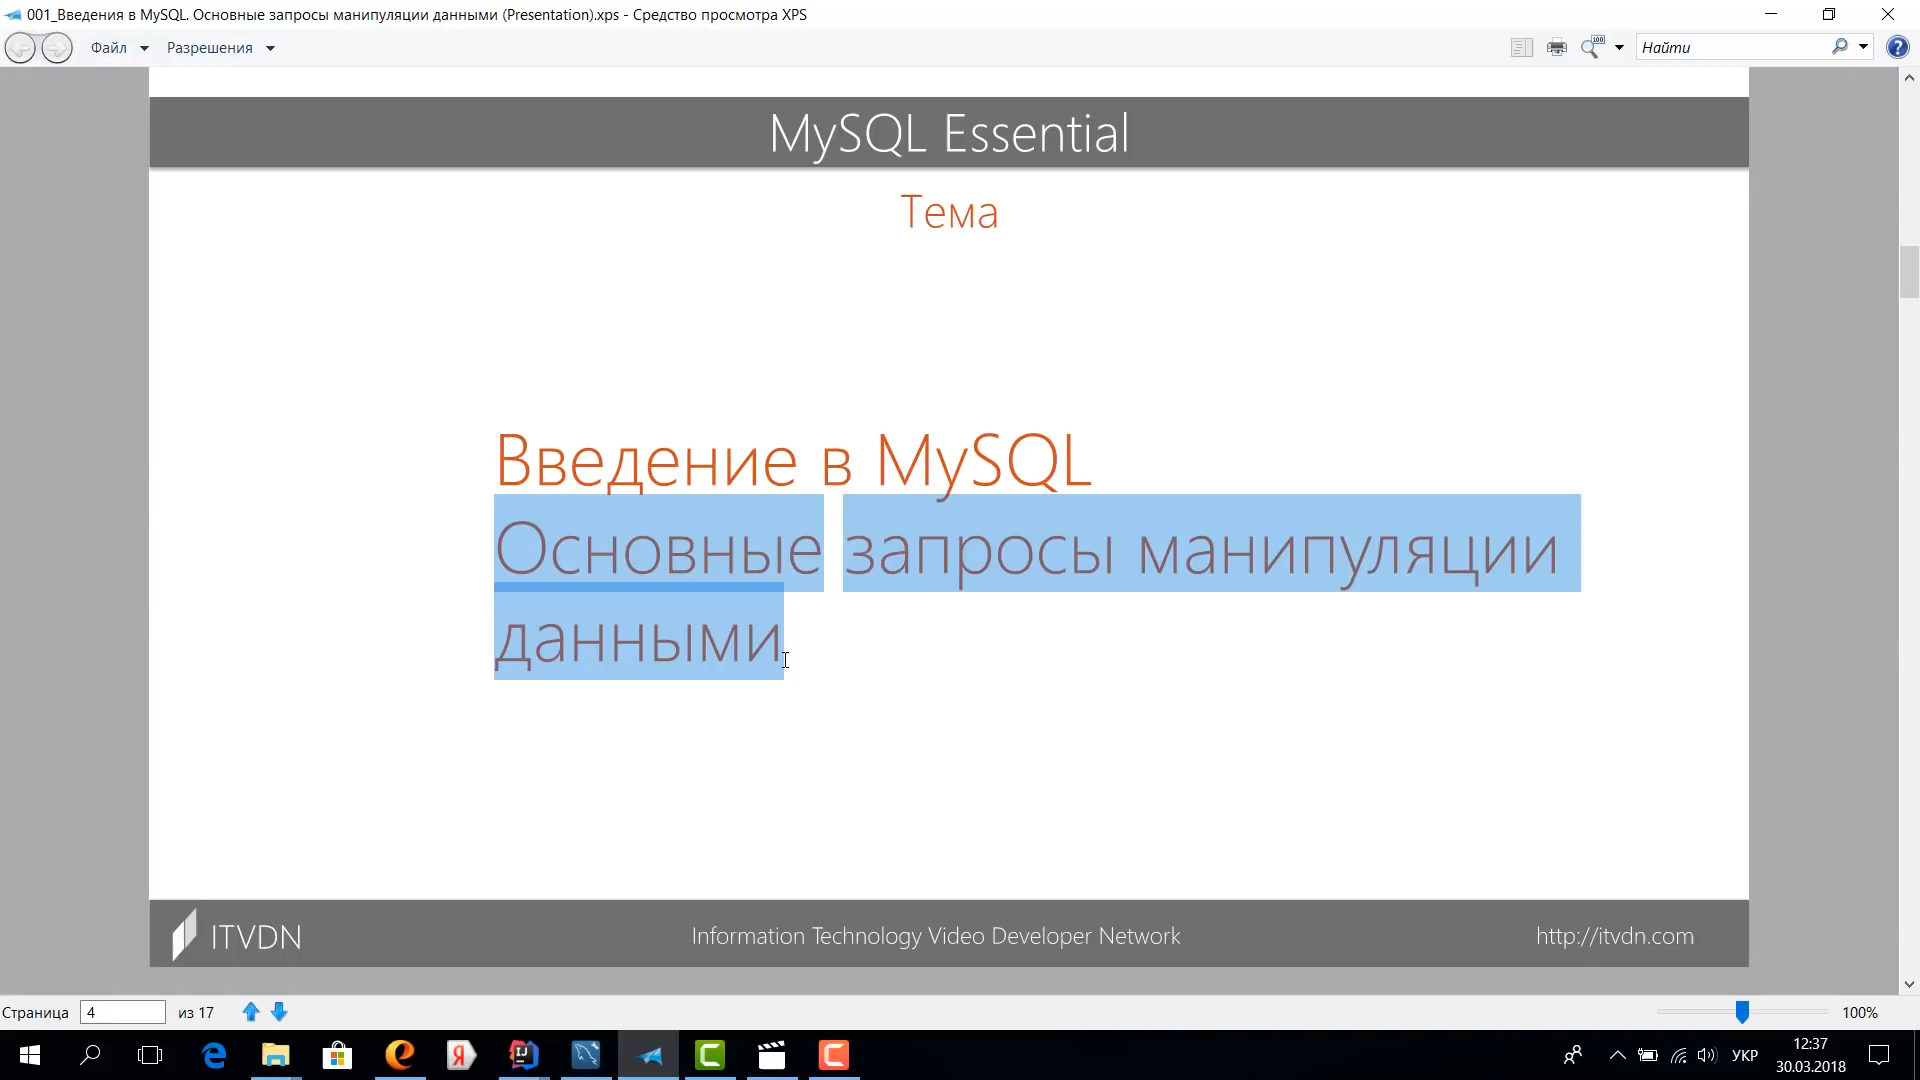 001_Введения в MySQL. Основные запросы манипуляции данными (Presentation).xps - Средство просмотра XPS
Файл Разрешения 100 Найти ?
MySQL Essential
Тема
Введение в MySQL
Основные запросы манипуляции
данными
ITVDN Information Technology Video Developer Network http://itvdn.com
Страница 4 из 17 100%
УКР 12:37
30.03.2018